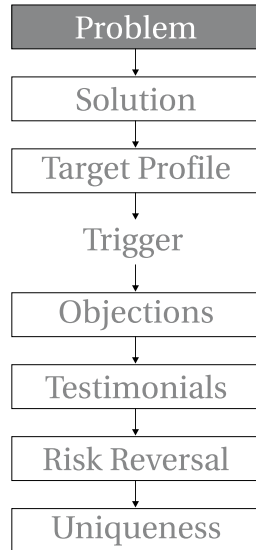 Problem
Solution
Target Profile
Trigger
Objections
Testimonials
Risk Reversal
Uniqueness